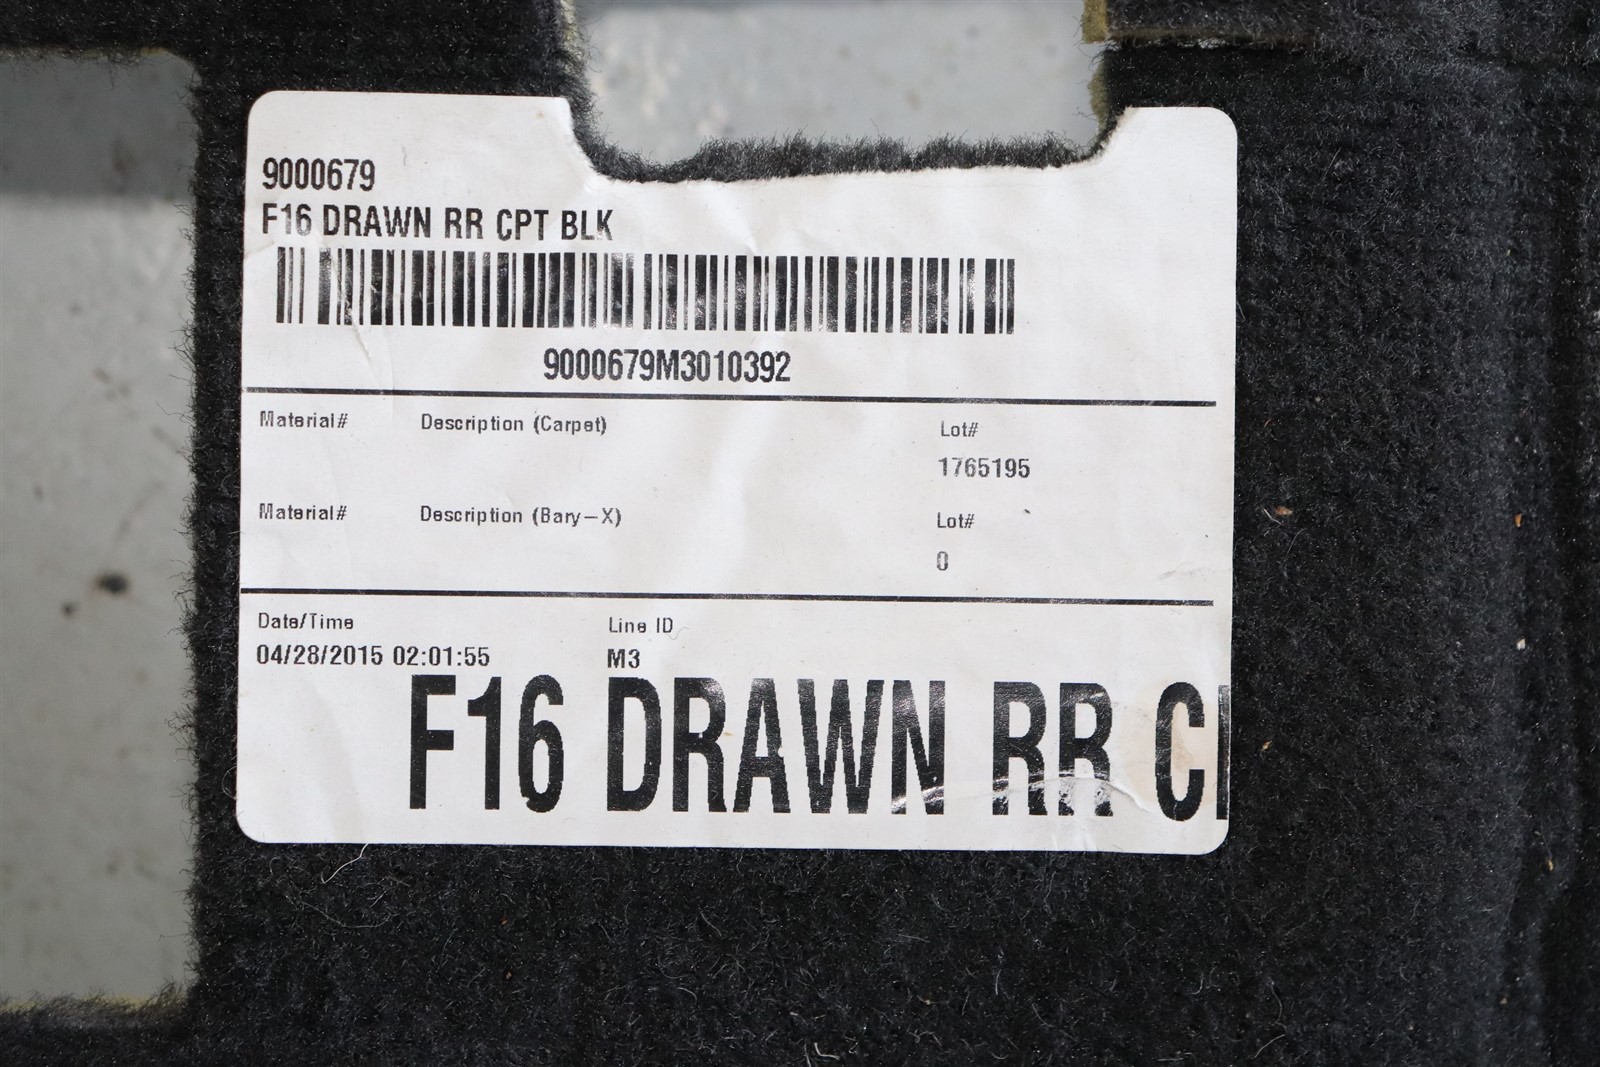 9000679
F16 DRAWN RR CPT BLK
9000679M3010392
Material# Description (Carpet) Lot#
1765195
Material# Description (Bary-X) Lot#
0
Date/Time Line ID
04/28/2015 02:01:55 M3
F16 DRAWN RR C